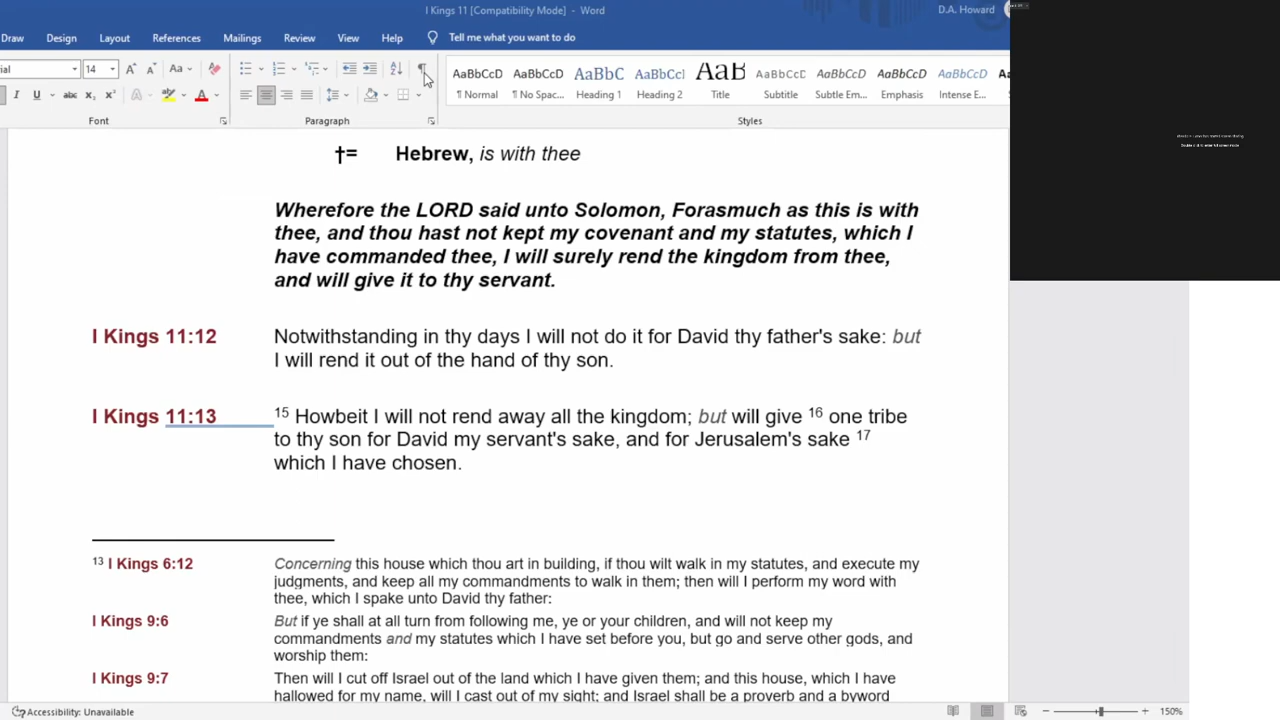 I Kings 11 [Compatibility Mode] - Word
D.A. Howard
Draw Design Layout References Mailings Review View Help Tell me what you want to do
ial 14 A A Aa
I U abc x₂ x² A ab A
Font Paragraph Styles
AaBbCcD AaBbCcD AaBbC AaBbCcI AaB AaBbCcD AaBbCcD AaBbCcD AaBbCcD
¶ Normal ¶ No Spac... Heading 1 Heading 2 Title Subtitle Subtle Em... Emphasis Intense E...
†= Hebrew, is with thee
Wherefore the LORD said unto Solomon, Forasmuch as this is with
thee, and thou hast not kept my covenant and my statutes, which I
have commanded thee, I will surely rend the kingdom from thee,
and will give it to thy servant.
I Kings 11:12 Notwithstanding in thy days I will not do it for David thy father's sake: but
I will rend it out of the hand of thy son.
I Kings 11:13 ¹⁵ Howbeit I will not rend away all the kingdom; but will give ¹⁶ one tribe
to thy son for David my servant's sake, and for Jerusalem's sake ¹⁷
which I have chosen.
¹³ I Kings 6:12 Concerning this house which thou art in building, if thou wilt walk in my statutes, and execute my
judgments, and keep all my commandments to walk in them; then will I perform my word with
thee, which I spake unto David thy father:
I Kings 9:6 But if ye shall at all turn from following me, ye or your children, and will not keep my
commandments and my statutes which I have set before you, but go and serve other gods, and
worship them:
I Kings 9:7 Then will I cut off Israel out of the land which I have given them; and this house, which I have
hallowed for my name, will I cast out of my sight; and Israel shall be a proverb and a byword
Accessibility: Unavailable
150%